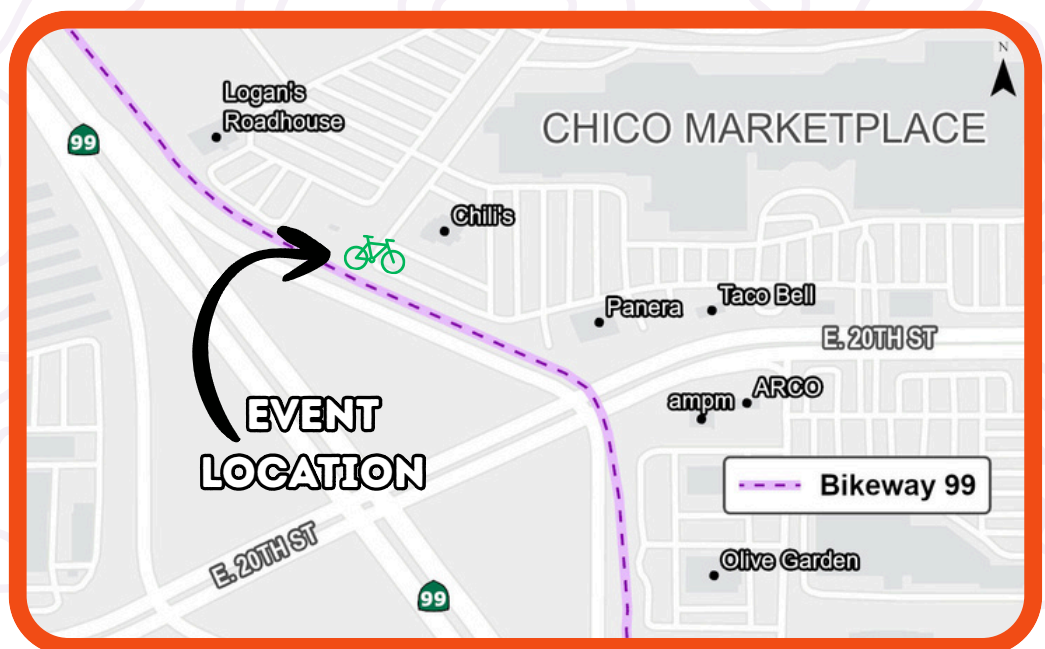 N
Logan's
Roadhouse
99
CHICO MARKETPLACE
Chili's
Panera
Taco Bell
E. 20TH ST
ARCO
ampm
EVENT
LOCATION
Bikeway 99
E. 20TH ST
Olive Garden
99